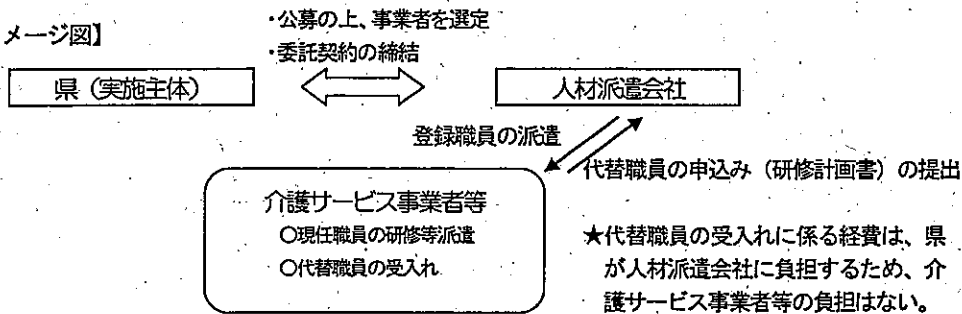 メージ図】
・公募の上、事業者を選定
・委託契約の締結
県（実施主体）
人材派遣会社
登録職員の派遣
代替職員の申込み（研修計画書）の提出
介護サービス事業者等
○現任職員の研修等派遣
○代替職員の受入れ
★代替職員の受入れに係る経費は、県
が人材派遣会社に負担するため、介
護サービス事業者等の負担はない。